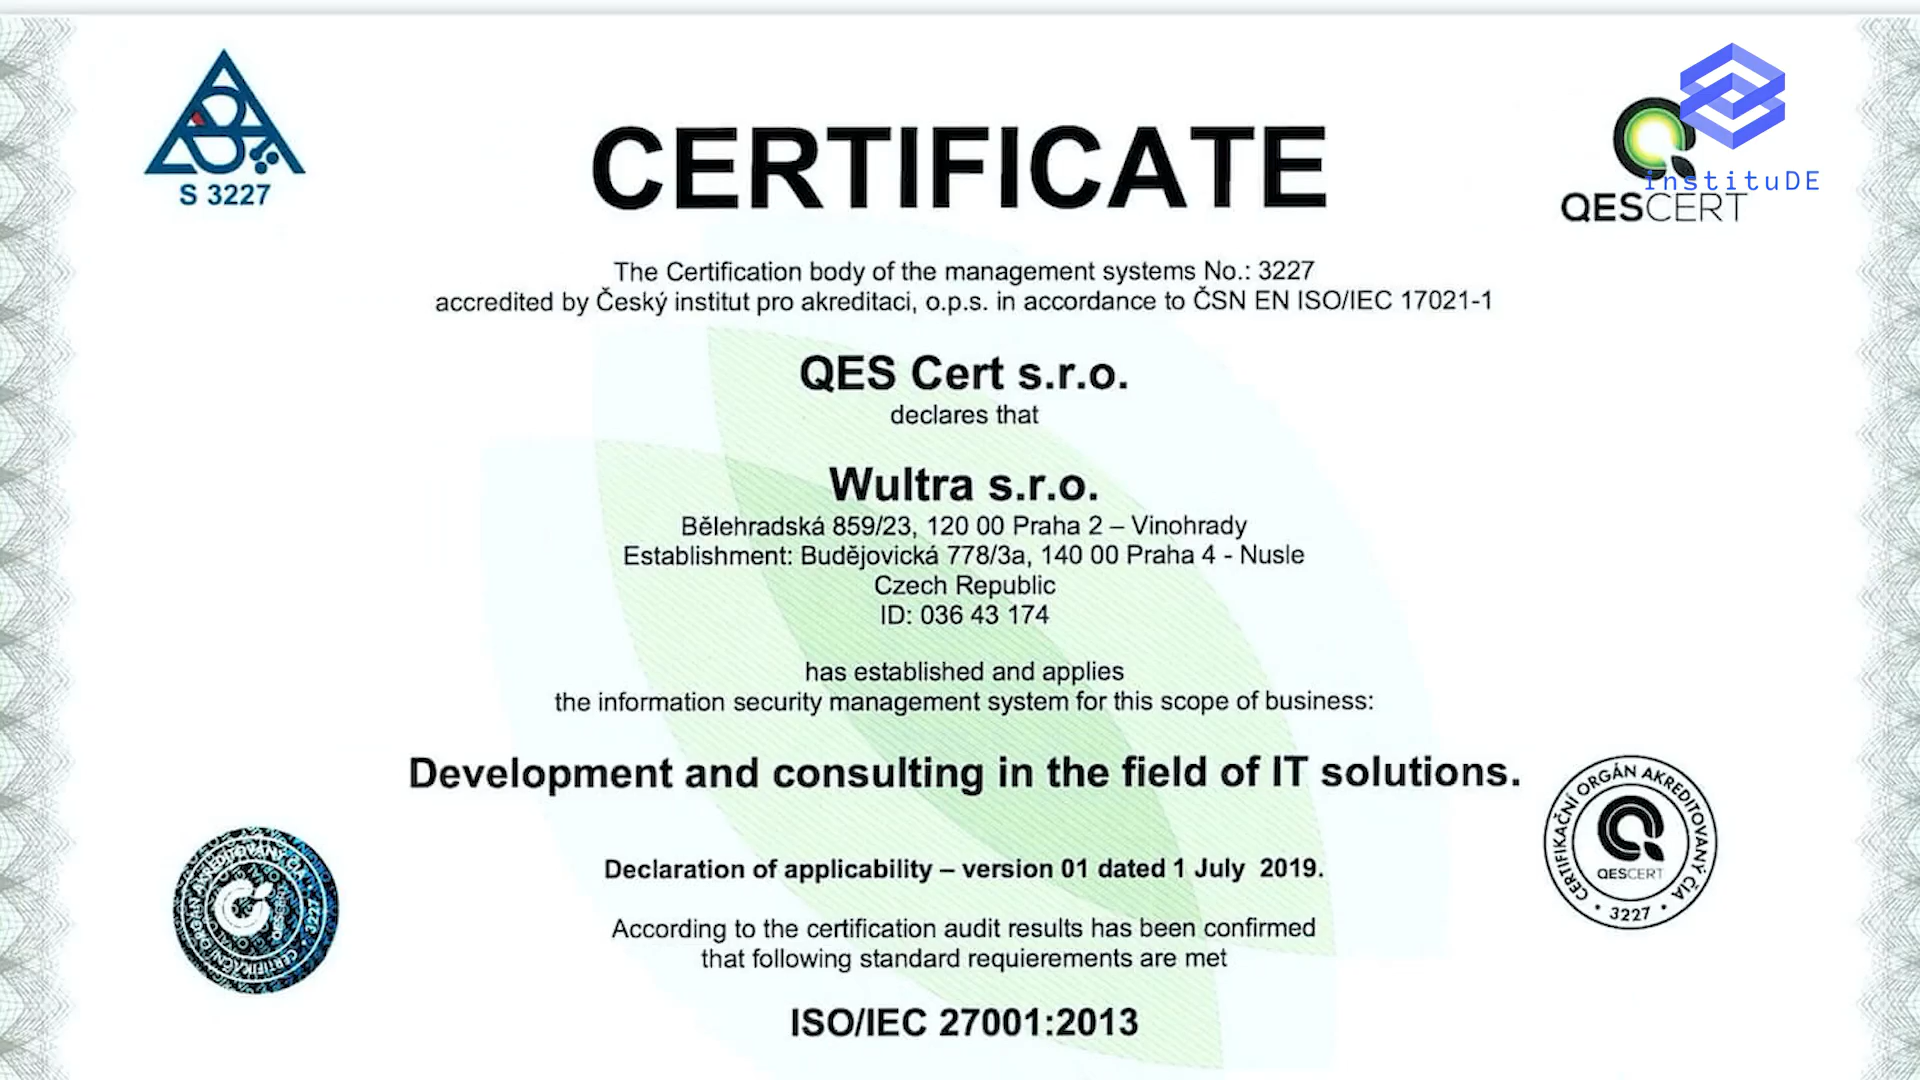 S 3227
instituDE
QESCERT
CERTIFICATE
The Certification body of the management systems No.: 3227
accredited by Český institut pro akreditaci, o.p.s. in accordance to ČSN EN ISO/IEC 17021-1
QES Cert s.r.o.
declares that
Wultra s.r.o.
Bělehradská 859/23, 120 00 Praha 2 – Vinohrady
Establishment: Budějovická 778/3a, 140 00 Praha 4 - Nusle
Czech Republic
ID: 036 43 174
has established and applies
the information security management system for this scope of business:
Development and consulting in the field of IT solutions.
Declaration of applicability – version 01 dated 1 July 2019.
According to the certification audit results has been confirmed
that following standard requierements are met
ISO/IEC 27001:2013
CERTIFIKAČNÍ ORGÁN AKREDITOVANÝ ČIA
QESCERT
• 3227 •